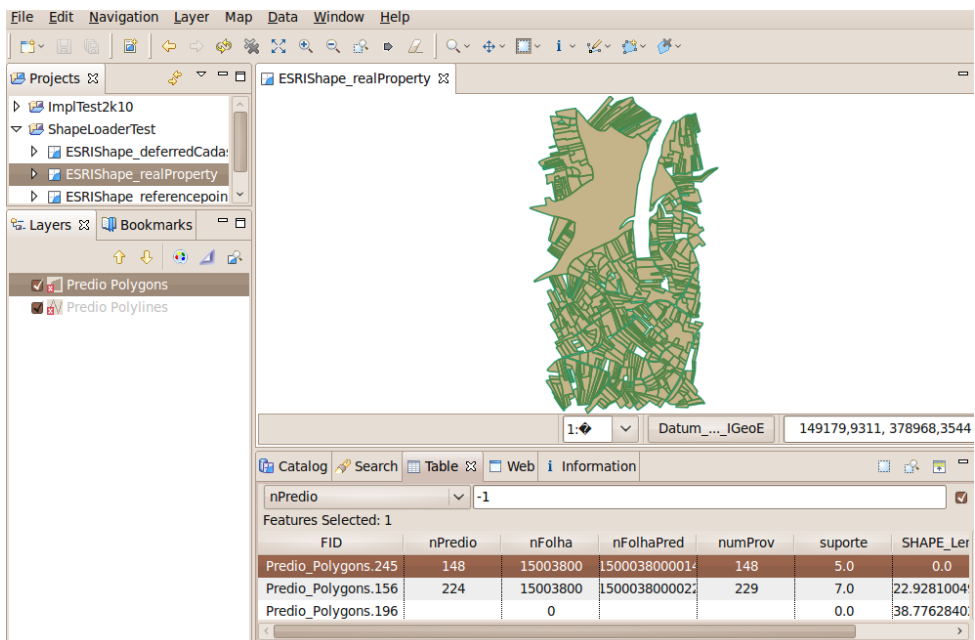 File Edit Navigation Layer Map Data Window Help
Projects
ESRIShape_realProperty
ImplTest2k10
ShapeLoaderTest
ESRIShape_deferredCada
ESRIShape_realProperty
ESRIShape_referencepoin
Layers Bookmarks
Predio Polygons
Predio Polylines
1:� Datum_..._IGeoE 149179,9311, 378968,3544
Catalog Search Table Web i Information
nPredio -1
Features Selected: 1
FID nPredio nFolha nFolhaPred numProv suporte SHAPE_Ler
Predio_Polygons.245 148 15003800 150003800001 148 5.0 0.0
Predio_Polygons.156 224 15003800 150003800002 229 7.0 22.9281004
Predio_Polygons.196 0 0.0 38.7762840